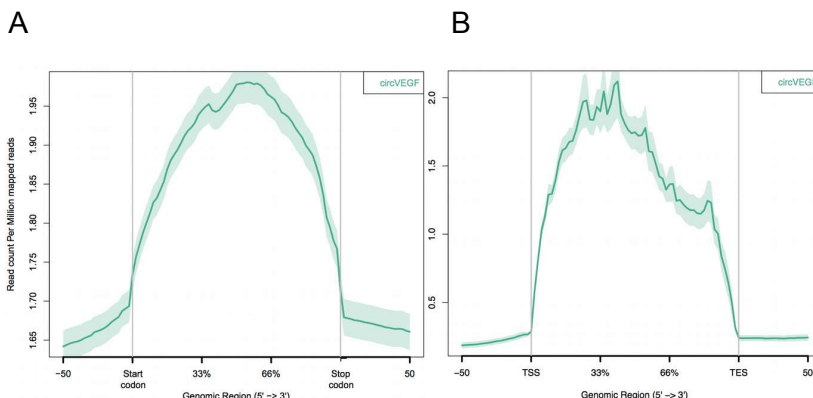 A
B
circVEGF
Read count Per Million mapped reads
1.65
1.70
1.75
1.80
1.85
1.90
1.95
-50
Start
codon
33%
66%
Stop
codon
50
Genomic Region (5' -> 3')
circVEGF
0.5
1.0
1.5
2.0
-50
TSS
33%
66%
TES
50
Genomic Region (5' -> 3')